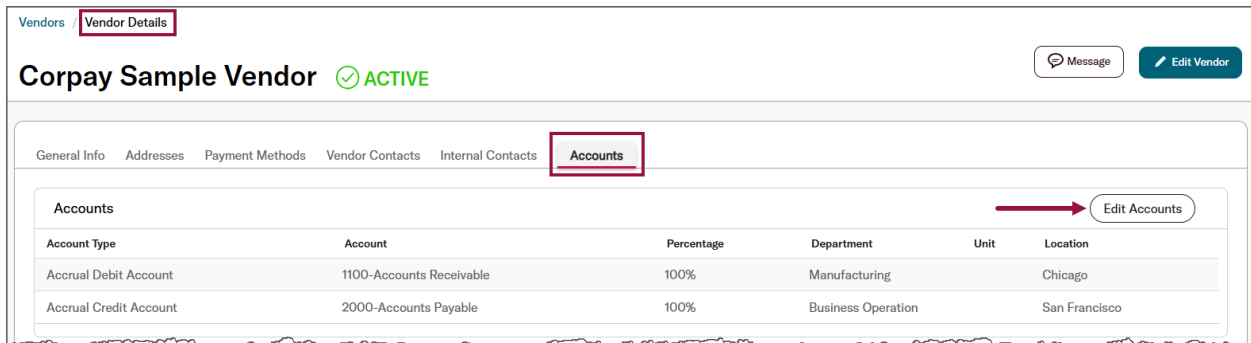 Vendors / Vendor Details
Corpay Sample Vendor ACTIVE
Message
Edit Vendor
General Info Addresses Payment Methods Vendor Contacts Internal Contacts Accounts
Accounts
Edit Accounts
Account Type Account Percentage Department Unit Location
Accrual Debit Account 1100-Accounts Receivable 100% Manufacturing Chicago
Accrual Credit Account 2000-Accounts Payable 100% Business Operation San Francisco